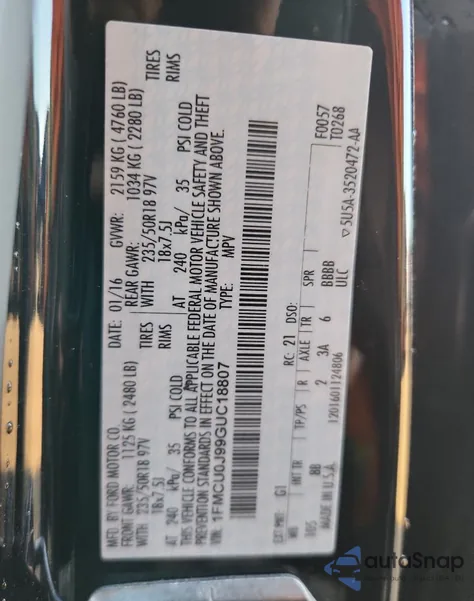 MFD. BY FORD MOTOR CO. DATE: 01/16 GVWR: 2159 KG ( 4760 LB)
FRONT GAWR: 1125 KG ( 2480 LB) REAR GAWR: 1034 KG ( 2280 LB)
WITH 235/50R18 97V TIRES WITH 235/50R18 97V TIRES
18x7.5J RIMS 18x7.5J RIMS
AT 240 kPa/ 35 PSI COLD AT 240 kPa/ 35 PSI COLD
THIS VEHICLE CONFORMS TO ALL APPLICABLE FEDERAL MOTOR VEHICLE SAFETY AND THEFT
PREVENTION STANDARDS IN EFFECT ON THE DATE OF MANUFACTURE SHOWN ABOVE.
VIN: 1FMCU0J99GUC18807 TYPE: MPV
EXT PNT: G1 RC: 21 DSO: F0057
WB INT TR TP/PS R AXLE TR SPR T0268
105 8B 2 3A 6 BBBB
MADE IN U.S.A. 1201601124806 ULC ▽ 5U5A-3520472-AA
autoSnap